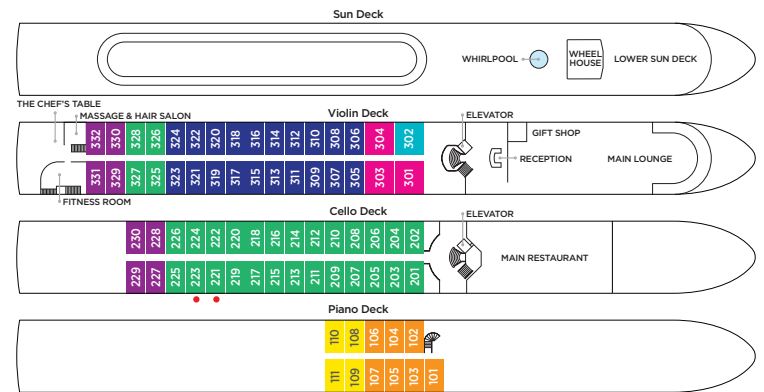 Sun Deck
WHIRLPOOL
WHEEL
HOUSE
LOWER SUN DECK
THE CHEF'S TABLE
MASSAGE & HAIR SALON
Violin Deck
ELEVATOR
332 330 328 326 324 322 320 318 316 314 312 310 308 306 304 302
GIFT SHOP
RECEPTION
MAIN LOUNGE
331 329 327 325 323 321 319 317 315 313 311 309 307 305 303 301
FITNESS ROOM
Cello Deck
ELEVATOR
230 228 226 224 222 220 218 216 214 212 210 208 206 204 202
MAIN RESTAURANT
229 227 225 223 221 219 217 215 213 211 209 207 205 203 201
Piano Deck
110 108 106 104 102
111 109 107 105 103 101